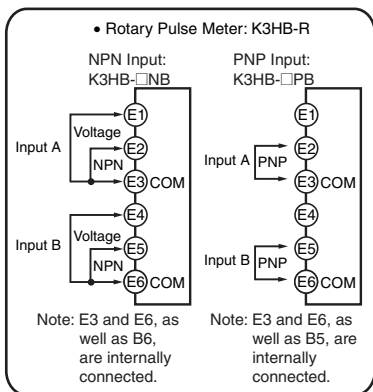 • Rotary Pulse Meter: K3HB-R
NPN Input:
K3HB-□NB
E1
Voltage
Input A
E2
NPN
E3 COM
E4
Voltage
Input B
E5
NPN
E6 COM
Note: E3 and E6, as
well as B6,
are internally
connected.
PNP Input:
K3HB-□PB
E1
E2
Input A PNP
E3 COM
E4
E5
Input B PNP
E6 COM
Note: E3 and E6, as
well as B5, are
internally
connected.